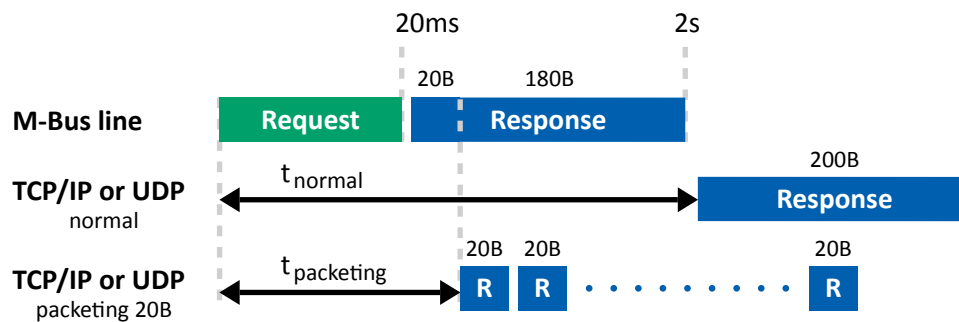 20ms 2s
20B 180B
M-Bus line Request Response
200B
TCP/IP or UDP t normal Response
normal
20B 20B 20B
TCP/IP or UDP t packeting R R R
packeting 20B